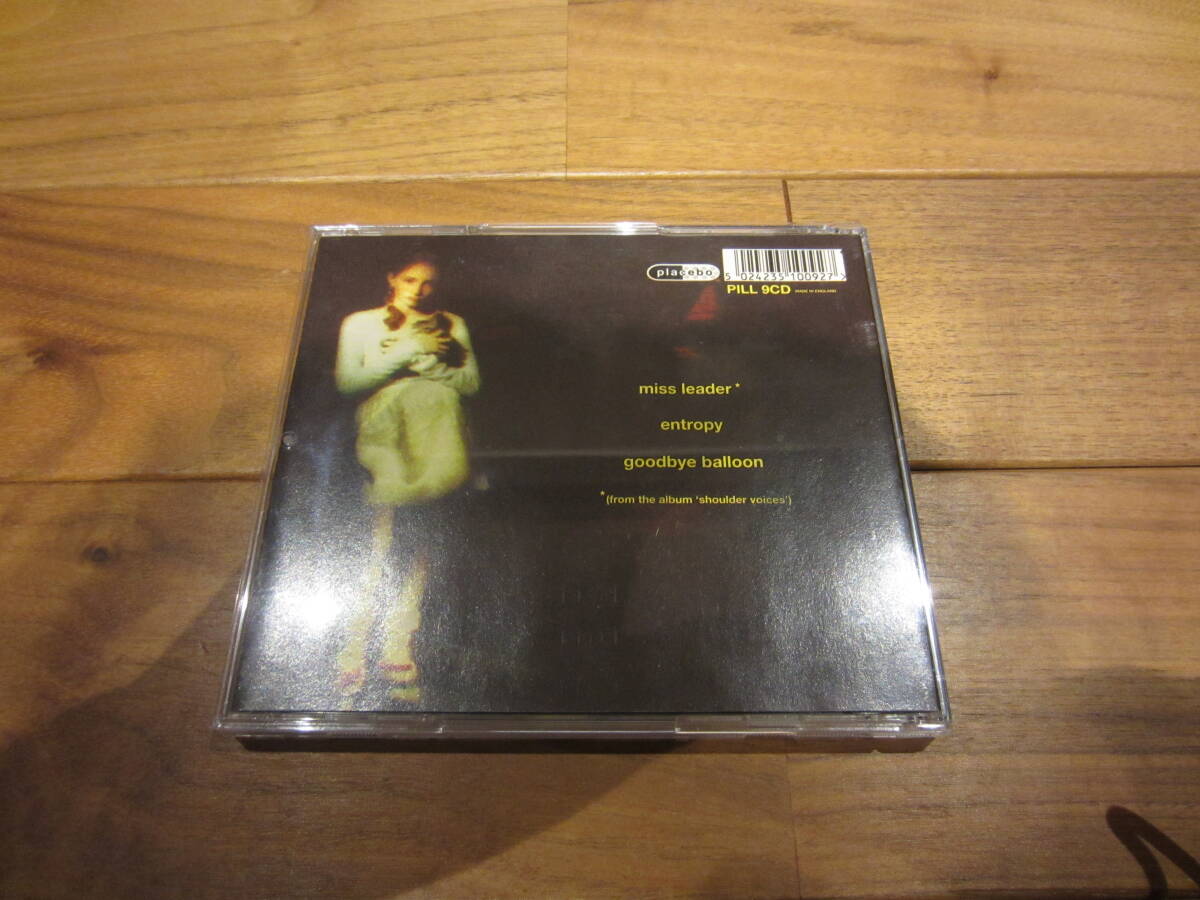 placebo
5 024235 100927 >
PILL 9CD MADE IN ENGLAND
miss leader *
entropy
goodbye balloon
*(from the album 'shoulder voices')